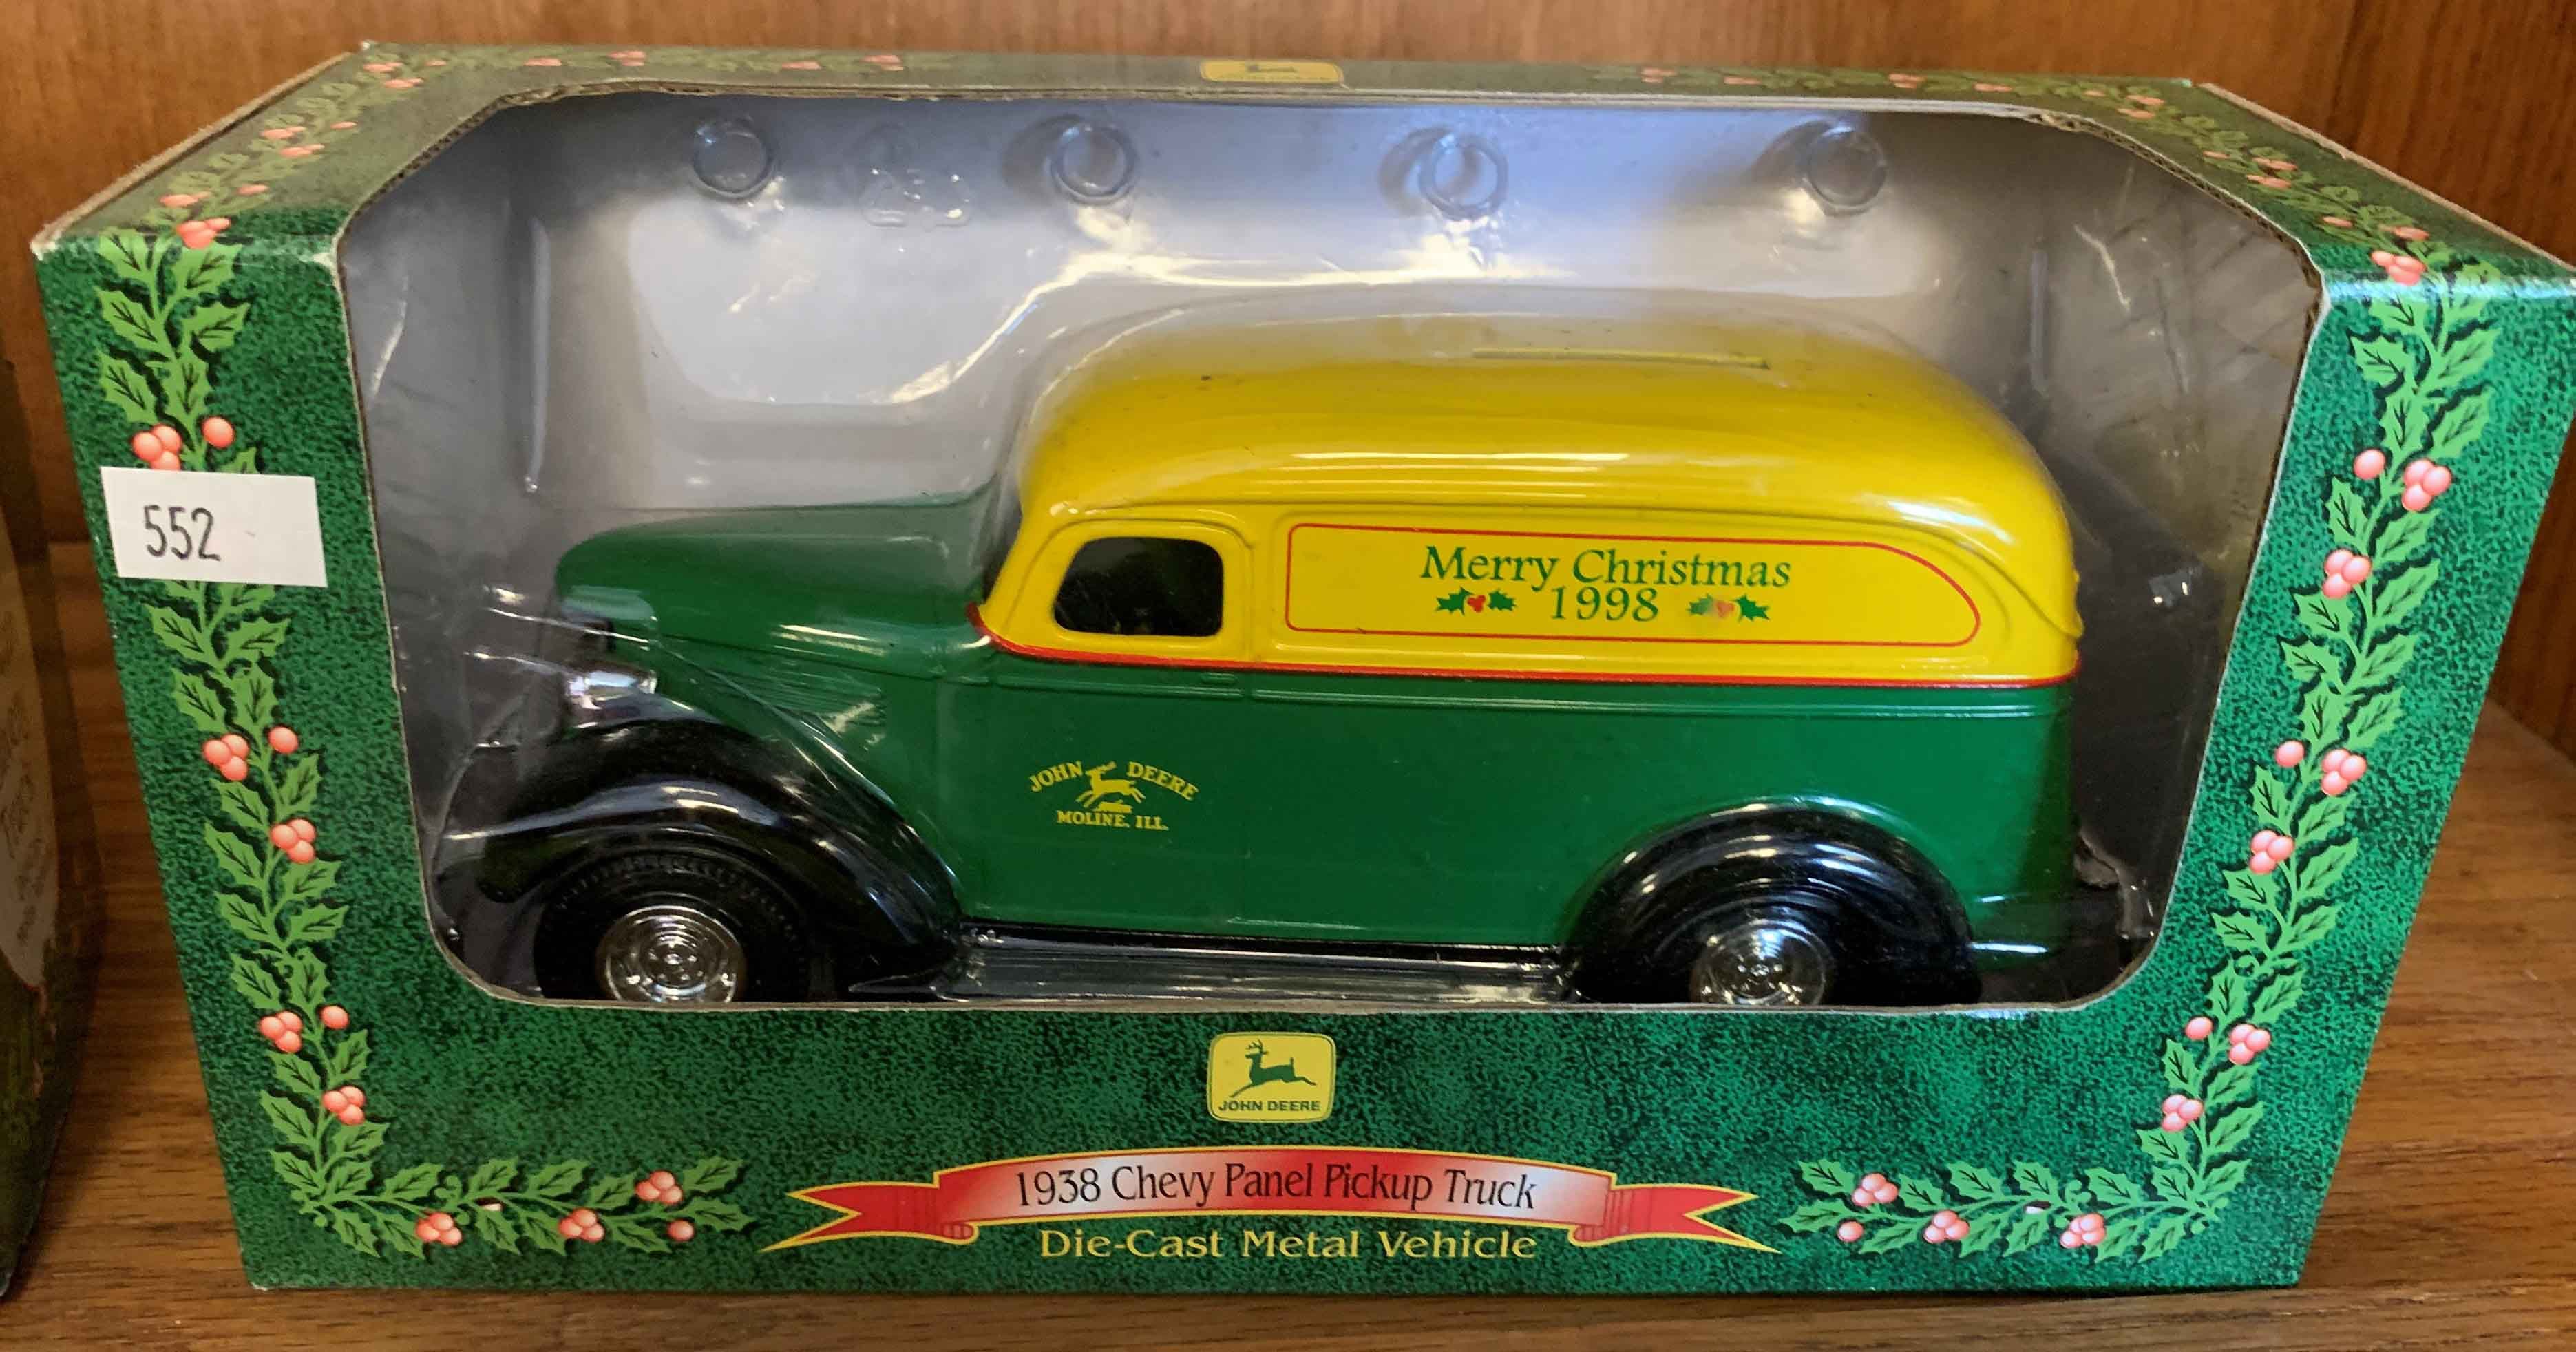 552
Merry Christmas
1998
JOHN DEERE
MOLINE, ILL.
JOHN DEERE
1938 Chevy Panel Pickup Truck
Die-Cast Metal Vehicle